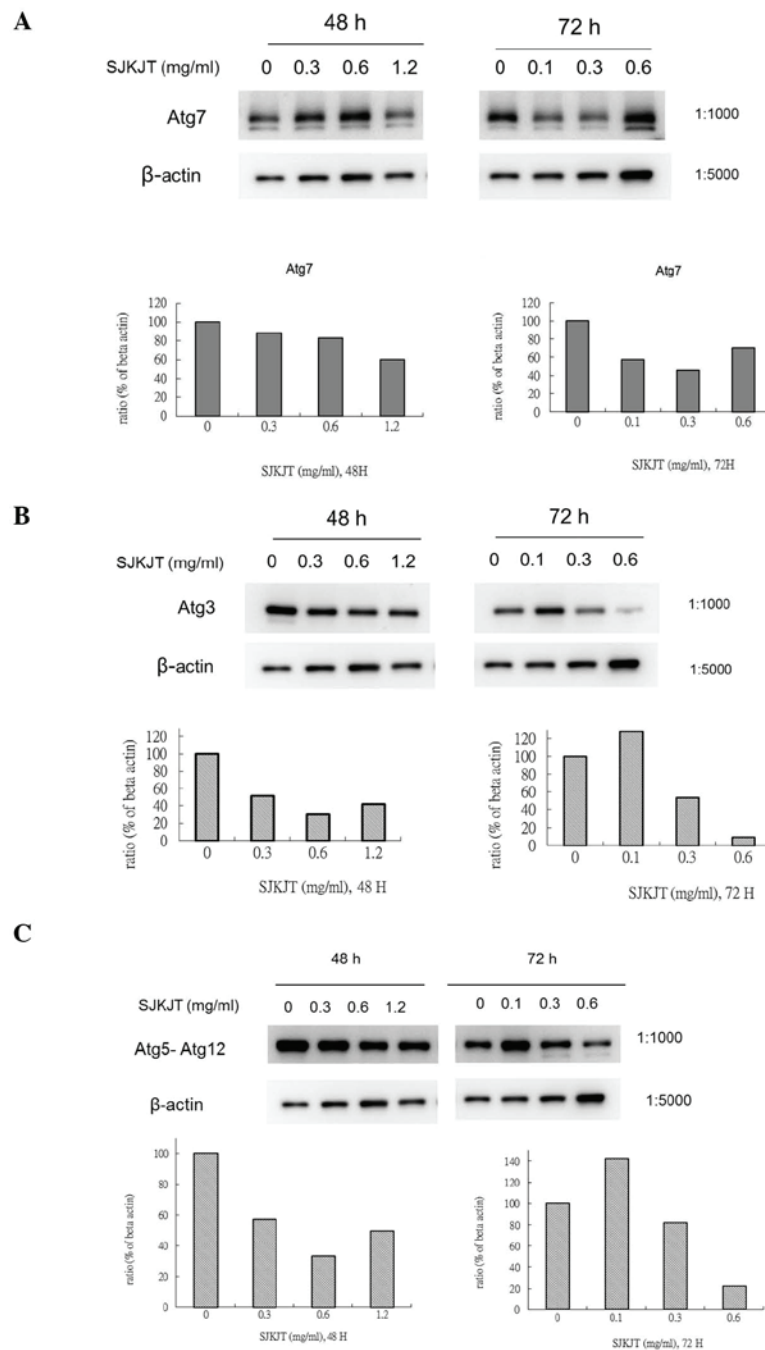 A
48 h 72 h
SJKJT (mg/ml) 0 0.3 0.6 1.2 0 0.1 0.3 0.6
Atg7 1:1000
β-actin 1:5000
Atg7 Atg7
ratio (% of beta actin) 120 100 80 60 40 20 0 ratio (% of beta actin) 120 100 80 60 40 20 0
0 0.3 0.6 1.2 0 0.1 0.3 0.6
SJKJT (mg/ml), 48H SJKJT (mg/ml), 72H
B
48 h 72 h
SJKJT (mg/ml) 0 0.3 0.6 1.2 0 0.1 0.3 0.6
Atg3 1:1000
β-actin 1:5000
ratio (% of beta actin) 120 100 80 60 40 20 0 ratio (% of beta actin) 120 100 80 60 40 20 0
0 0.3 0.6 1.2 0 0.1 0.3 0.6
SJKJT (mg/ml), 48 H SJKJT (mg/ml), 72 H
C
48 h 72 h
SJKJT (mg/ml) 0 0.3 0.6 1.2 0 0.1 0.3 0.6
Atg5- Atg12 1:1000
β-actin 1:5000
ratio (% of beta actin) 100 80 60 40 20 0 ratio (% of beta actin) 140 120 100 80 60 40 20 0
0 0.3 0.6 1.2 0 0.1 0.3 0.6
SJKJT (mg/ml), 48 H SJKJT (mg/ml), 72 H